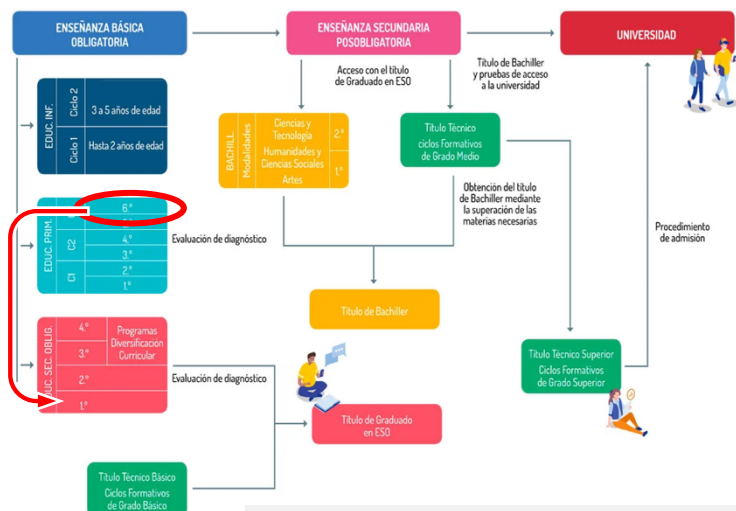 ENSEÑANZA BÁSICA
OBLIGATORIA
ENSEÑANZA SECUNDARIA
POSOBLIGATORIA
UNIVERSIDAD
Acceso con el título
de Graduado en ESO
Título de Bachiller
y pruebas de acceso
a la universidad
EDUC. INF.
Ciclo 2
3 a 5 años de edad
Ciclo 1
Hasta 2 años de edad
BACHILL.
Modalidades
Ciencias y
Tecnología
Humanidades y
Ciencias Sociales
Artes
2.º
1.º
Título Técnico
ciclos Formativos
de Grado Medio
Obtención del título
de Bachiller mediante
la superación de las
materias necesarias
Procedimiento
de admisión
EDUC. PRIM.
6.º
C2
4.º
3.º
C1
2.º
1.º
Evaluación de diagnóstico
Título de Bachiller
EDUC. SEC. OBLIG.
4.º
3.º
Programas
Diversificación
Curricular
2.º
1.º
Evaluación de diagnóstico
Título Técnico Superior
Ciclos Formativos
de Grado Superior
Título de Graduado
en ESO
Título Técnico Básico
Ciclos Formativos
de Grado Básico